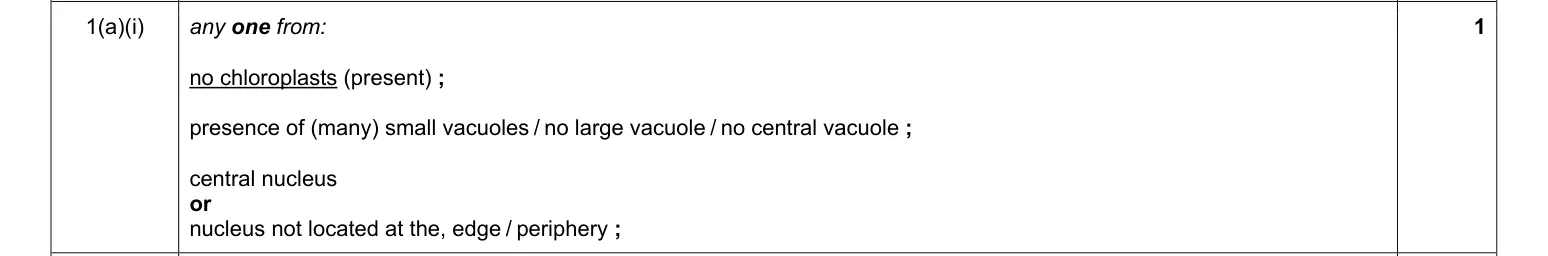 1(a)(i) any one from: 1
no chloroplasts (present) ;
presence of (many) small vacuoles / no large vacuole / no central vacuole ;
central nucleus
or
nucleus not located at the, edge / periphery ;